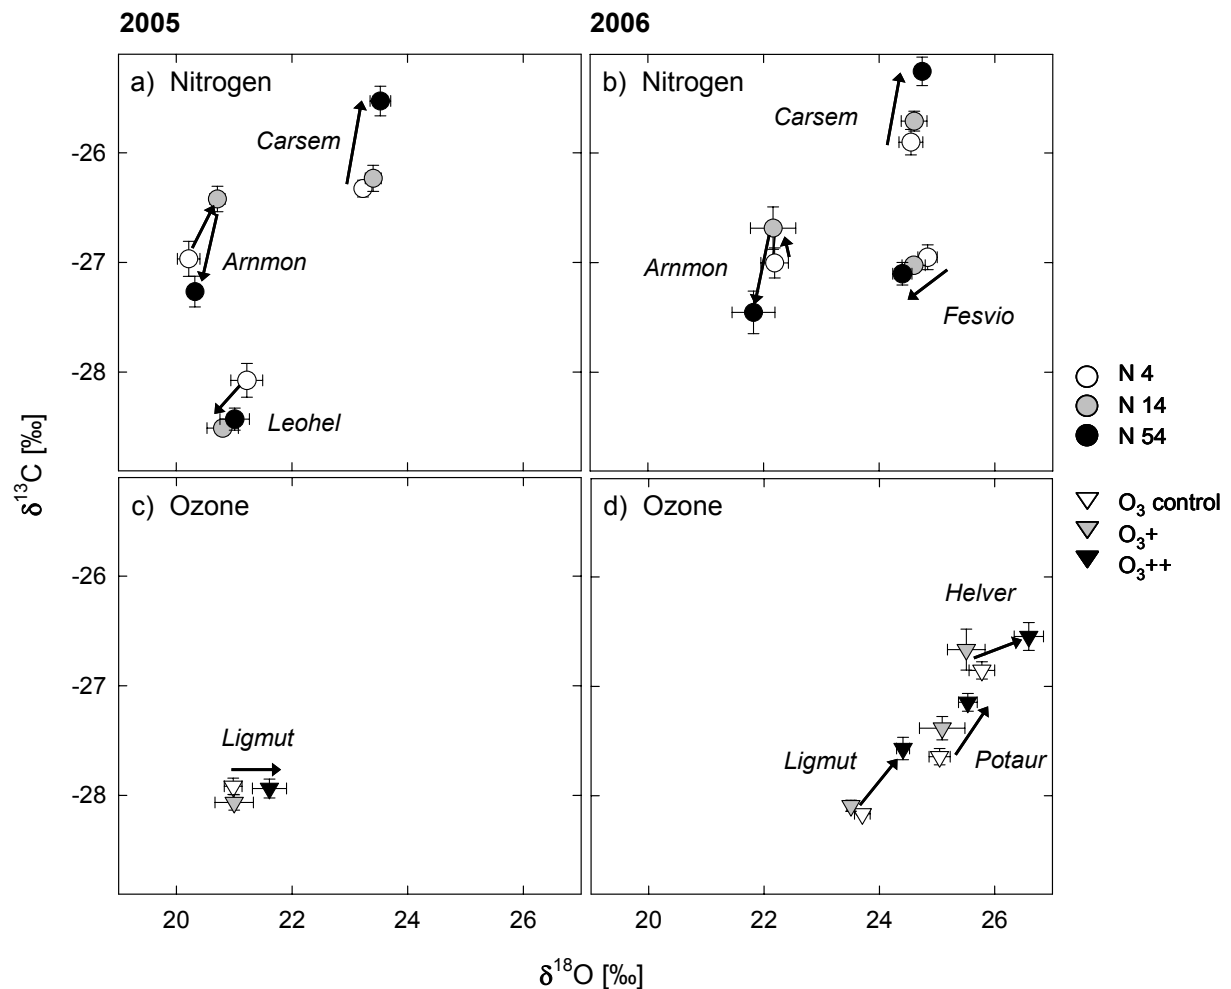 2005
2006
a) Nitrogen
b) Nitrogen
Carsem
Carsem
-26
Arnmon
Arnmon
-27
Fesvio
N 4
-28
Leohel
N 14
N 54
δ¹³C [‰]
c) Ozone
d) Ozone
O₃ control
O₃+
O₃++
-26
Helver
-27
Ligmut
Ligmut
Potaur
-28
20 22 24 26
20 22 24 26
δ¹⁸O [‰]